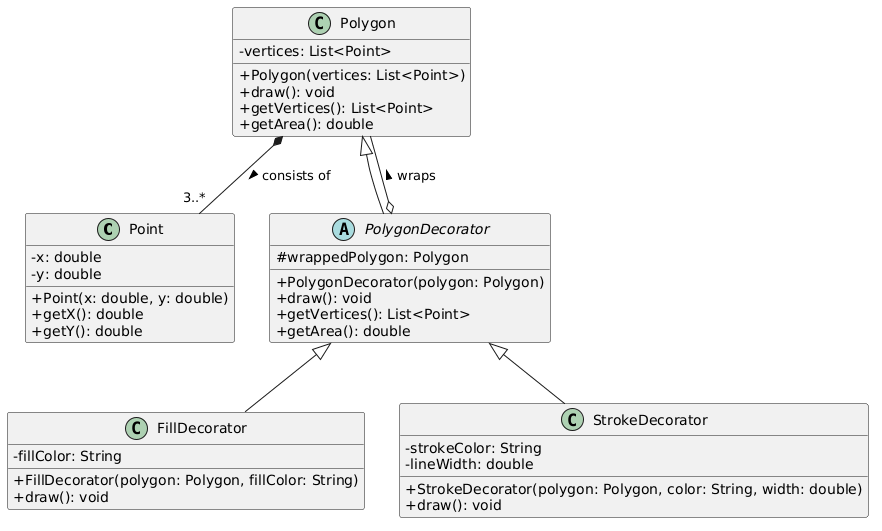 C Polygon
-vertices: List<Point>
+Polygon(vertices: List<Point>)
+draw(): void
+getVertices(): List<Point>
+getArea(): double
consists of
wraps
3..*
C Point
-x: double
-y: double
+Point(x: double, y: double)
+getX(): double
+getY(): double
A PolygonDecorator
#wrappedPolygon: Polygon
+PolygonDecorator(polygon: Polygon)
+draw(): void
+getVertices(): List<Point>
+getArea(): double
C FillDecorator
-fillColor: String
+FillDecorator(polygon: Polygon, fillColor: String)
+draw(): void
C StrokeDecorator
-strokeColor: String
-lineWidth: double
+StrokeDecorator(polygon: Polygon, color: String, width: double)
+draw(): void